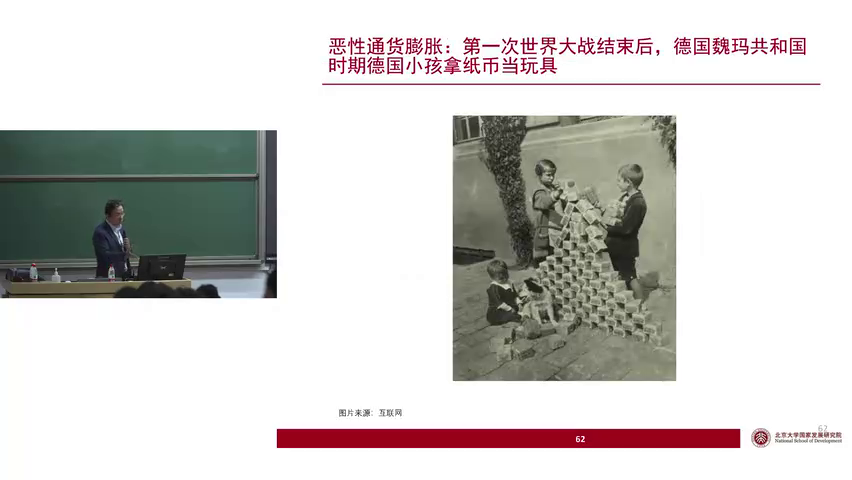 恶性通货膨胀：第一次世界大战结束后，德国魏玛共和国
时期德国小孩拿纸币当玩具
图片来源：互联网
62
62
北京大学国家发展研究院
National School of Development